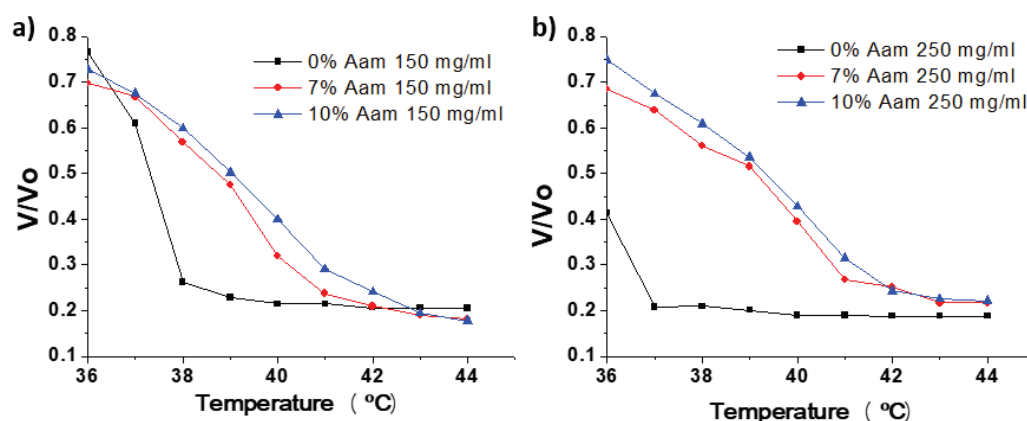 a)
0.8
0.7
0.6
0.5
0.4
0.3
0.2
0.1
V/Vo
0% Aam 150 mg/ml
7% Aam 150 mg/ml
10% Aam 150 mg/ml
36 38 40 42 44
Temperature ( ºC)
b)
0.8
0.7
0.6
0.5
0.4
0.3
0.2
0.1
V/Vo
0% Aam 250 mg/ml
7% Aam 250 mg/ml
10% Aam 250 mg/ml
36 38 40 42 44
Temperature ( ºC)